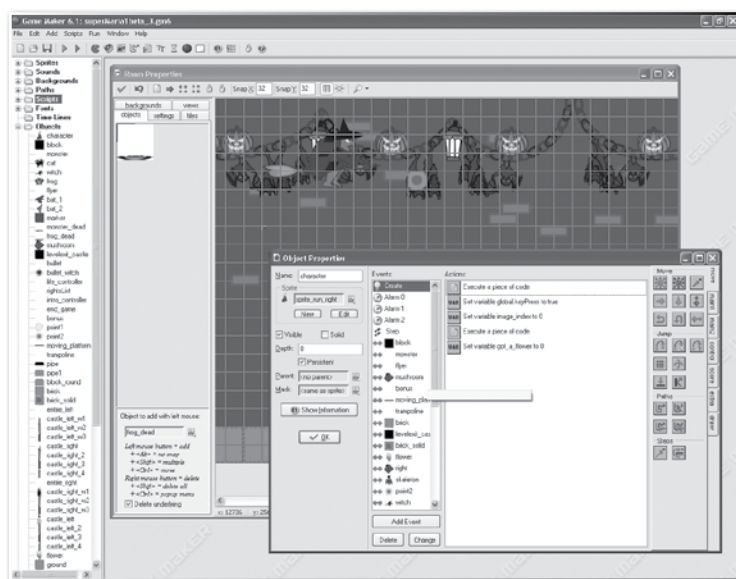 Game Maker 6.1: superMaria1beta_3.gm6
File Edit Add Scripts Run Window Help
Sprites
Sounds
Backgrounds
Paths
Scripts
Fonts
Time Lines
Objects
character
block
monster
cat
witch
frog
flyer
bat_1
bat_2
marker
monster_dead
frog_dead
mushroom
bullet
bullet_witch
life_controller
intro_controller
end_game
bonus
point1
point2
moving_platform
trampoline
pipe
pipe1
block_round
brick
brick_solid
castle_left_w1
castle_left_w2
castle_left_w3
castle_right
castle_right_2
castle_right_3
castle_right_4
castle_right_w1
castle_right_w2
castle_right_w3
castle_left
castle_left_2
castle_left_3
castle_left_4
flower
ground
Room Properties
Snap X: 32 Snap Y: 32
backgrounds views
objects settings tiles
Object to add with left mouse:
frog_dead
Left mouse button = add
+ <Alt> = no snap
+ <Shift> = multiple
+ <Ctrl> = move
Right mouse button = delete
+ <Shift> = delete all
+ <Ctrl> = popup menu
Delete underlying
x: 12736
Object Properties
Name: character
Sprite
sprite_run_right
New Edit
Visible Solid
Depth: 0
Persistent
Parent: (no parent)
Mask: (same as sprite)
Show Information
OK
Events:
Create
Alarm 0
Alarm 1
Alarm 2
Step
block
monster
flyer
mushroom
bonus
moving_pla
trampoline
brick
brick_solid
flower
right
skeleton
point2
witch
Add Event
Delete Change
Actions:
Execute a piece of code
Set variable global.keyPress to true
Set variable image_index to 0
Execute a piece of code
Set variable got_a_flower to 0
Move
Jump
Paths
Steps
move
main1
main2
control
score
extra
draw